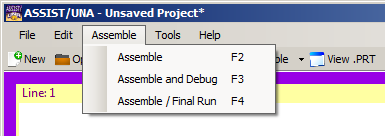 ASSIST/UNA - Unsaved Project*
File Edit Assemble Tools Help
New Assemble F2 View .PRT
Assemble and Debug F3
Line: 1
Assemble / Final Run F4